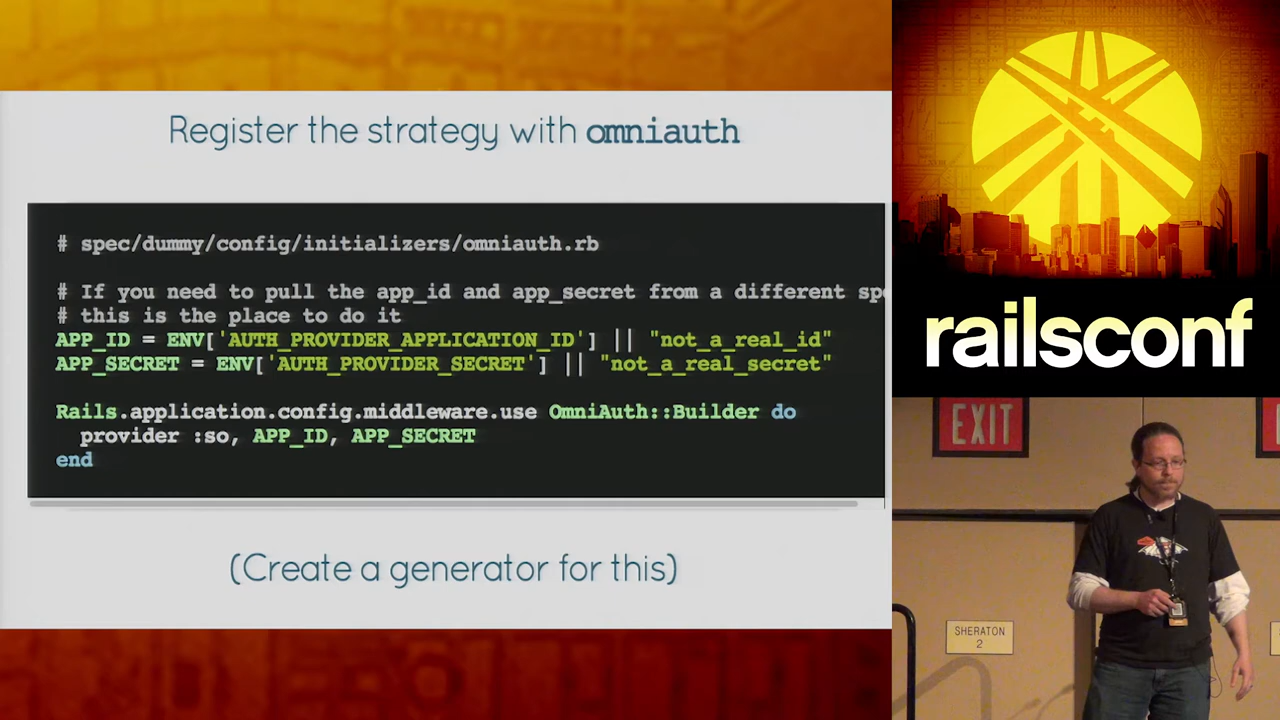 Register the strategy with omniauth
# spec/dummy/config/initializers/omniauth.rb
# If you need to pull the app_id and app_secret from a different
# this is the place to do it
APP_ID = ENV['AUTH_PROVIDER_APPLICATION_ID'] || "not_a_real_id"
APP_SECRET = ENV['AUTH_PROVIDER_SECRET'] || "not_a_real_secret"
Rails.application.config.middleware.use OmniAuth::Builder do
provider :so, APP_ID, APP_SECRET
end
(Create a generator for this)
railsconf
EXIT
SHERATON
2